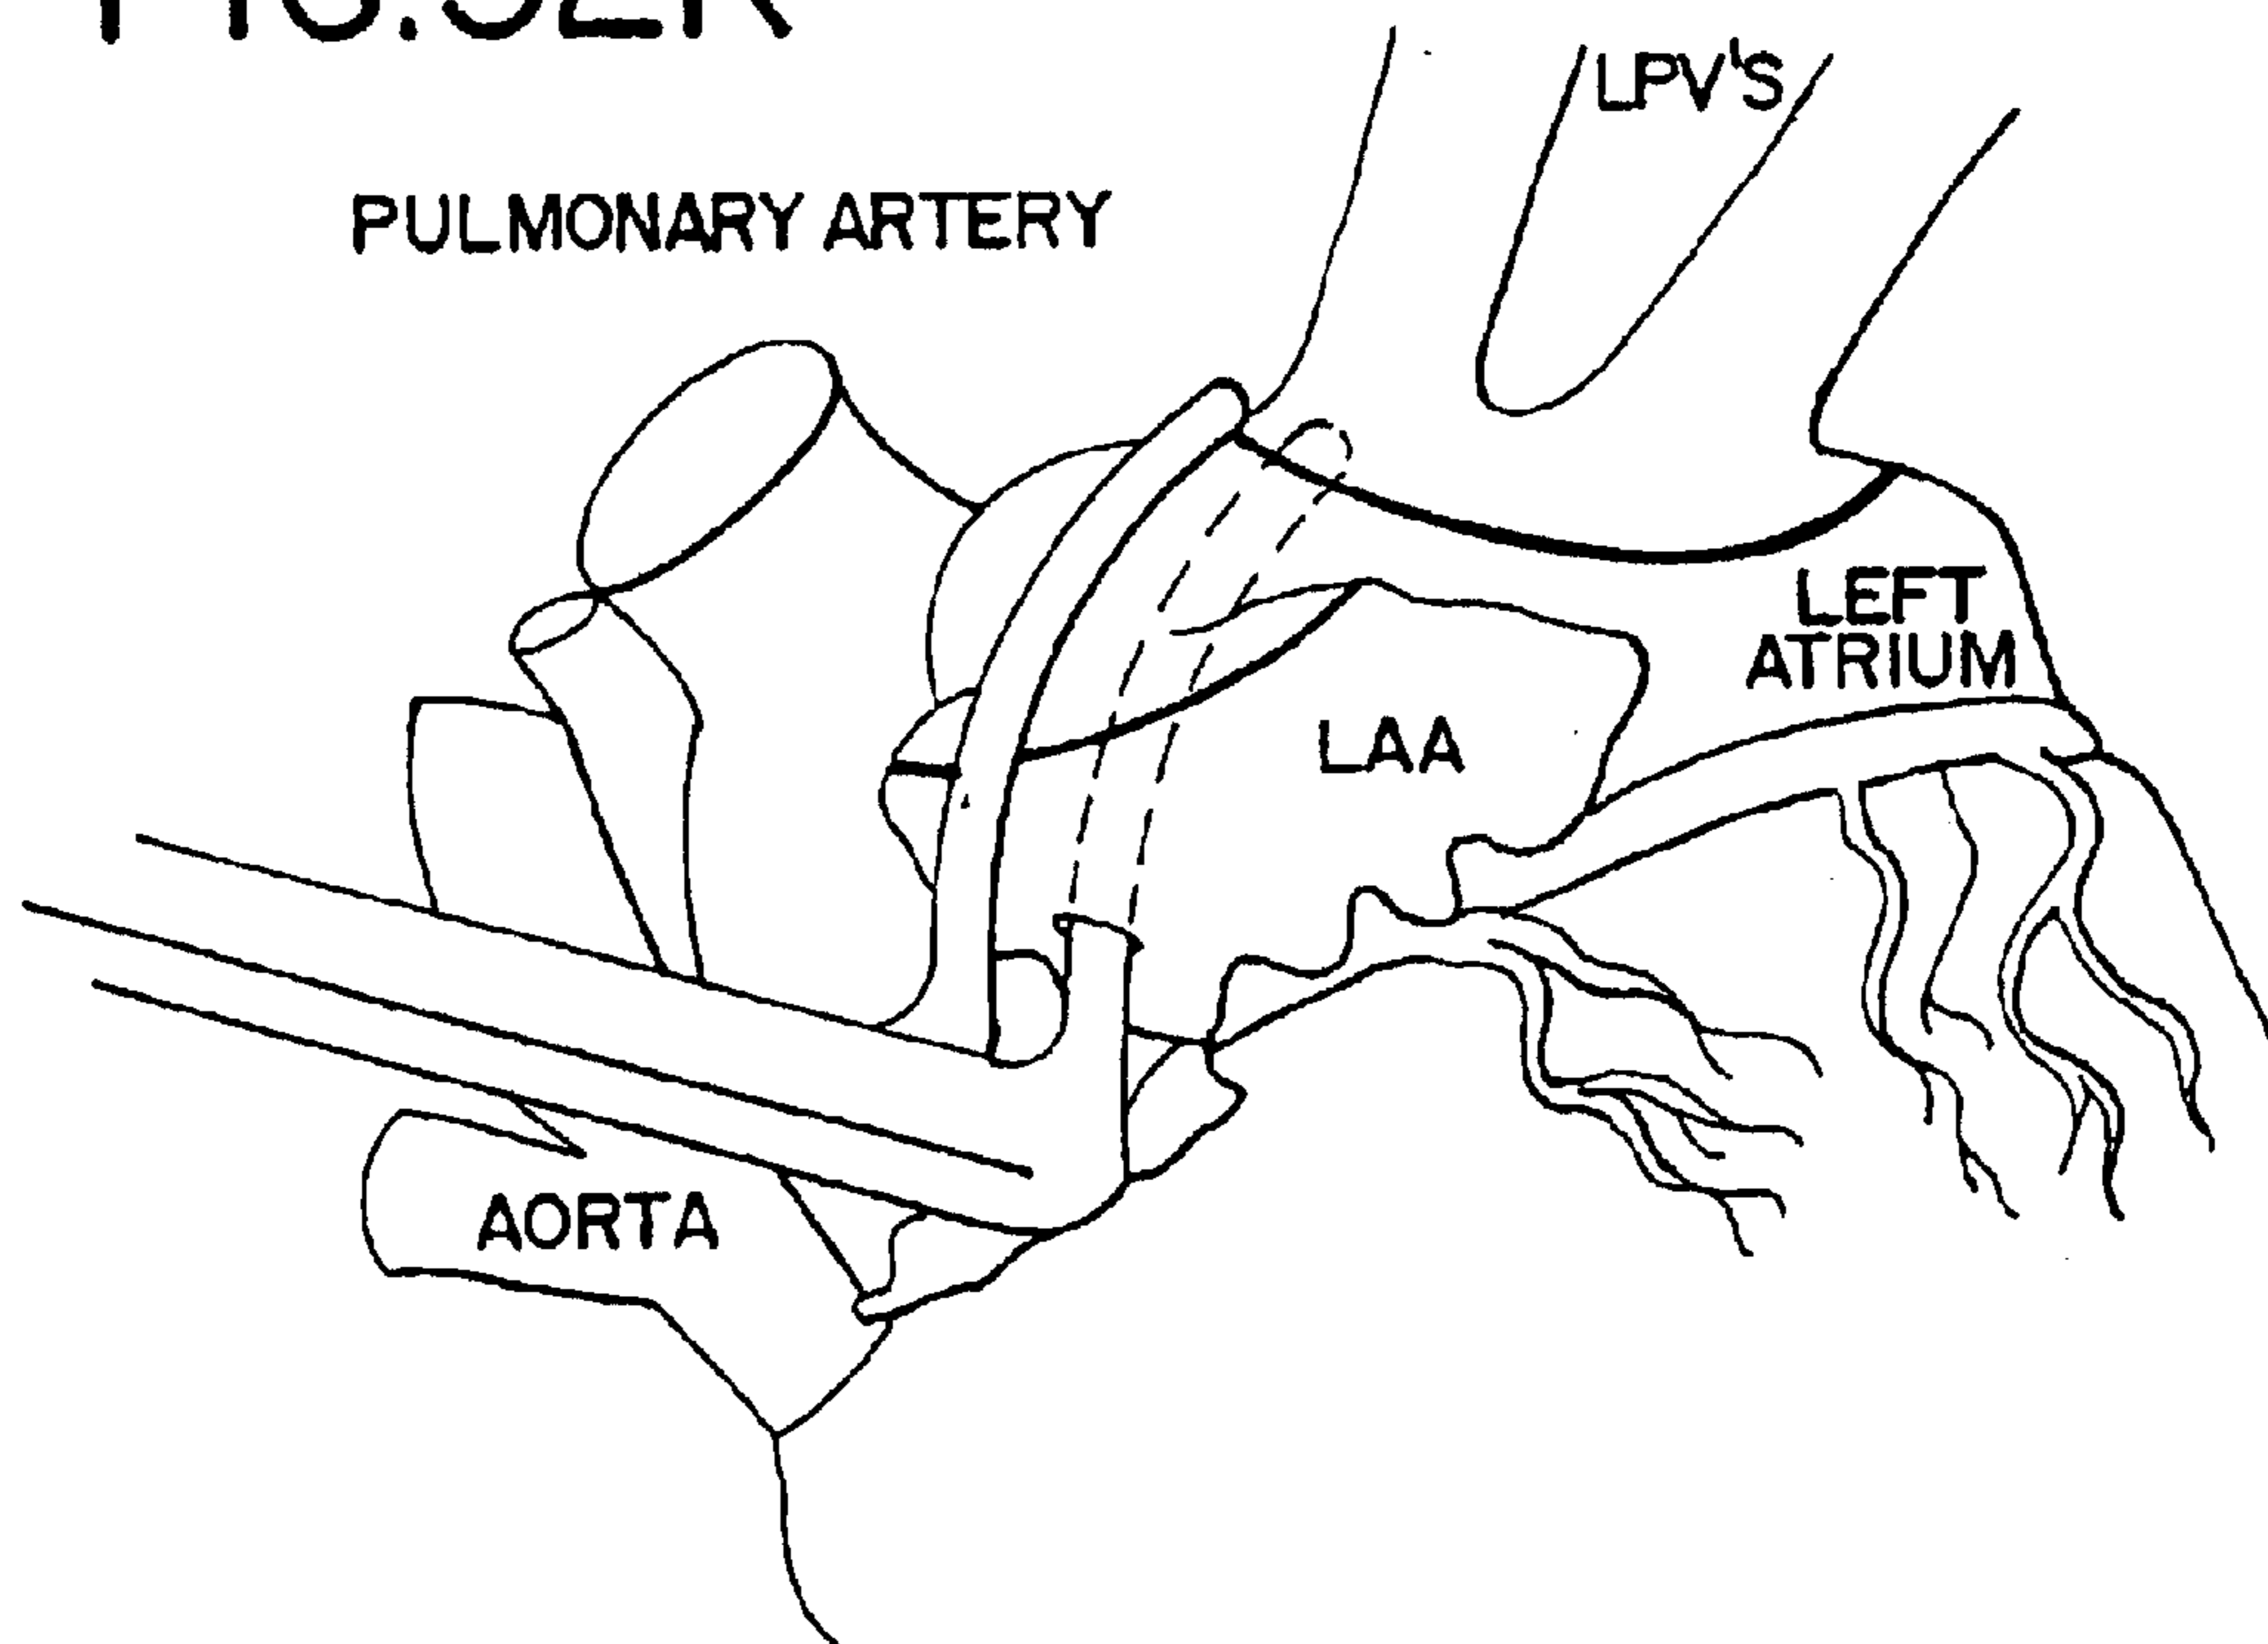 LPV'S
PULMONARY ARTERY
LEFT
ATRIUM
LAA
AORTA